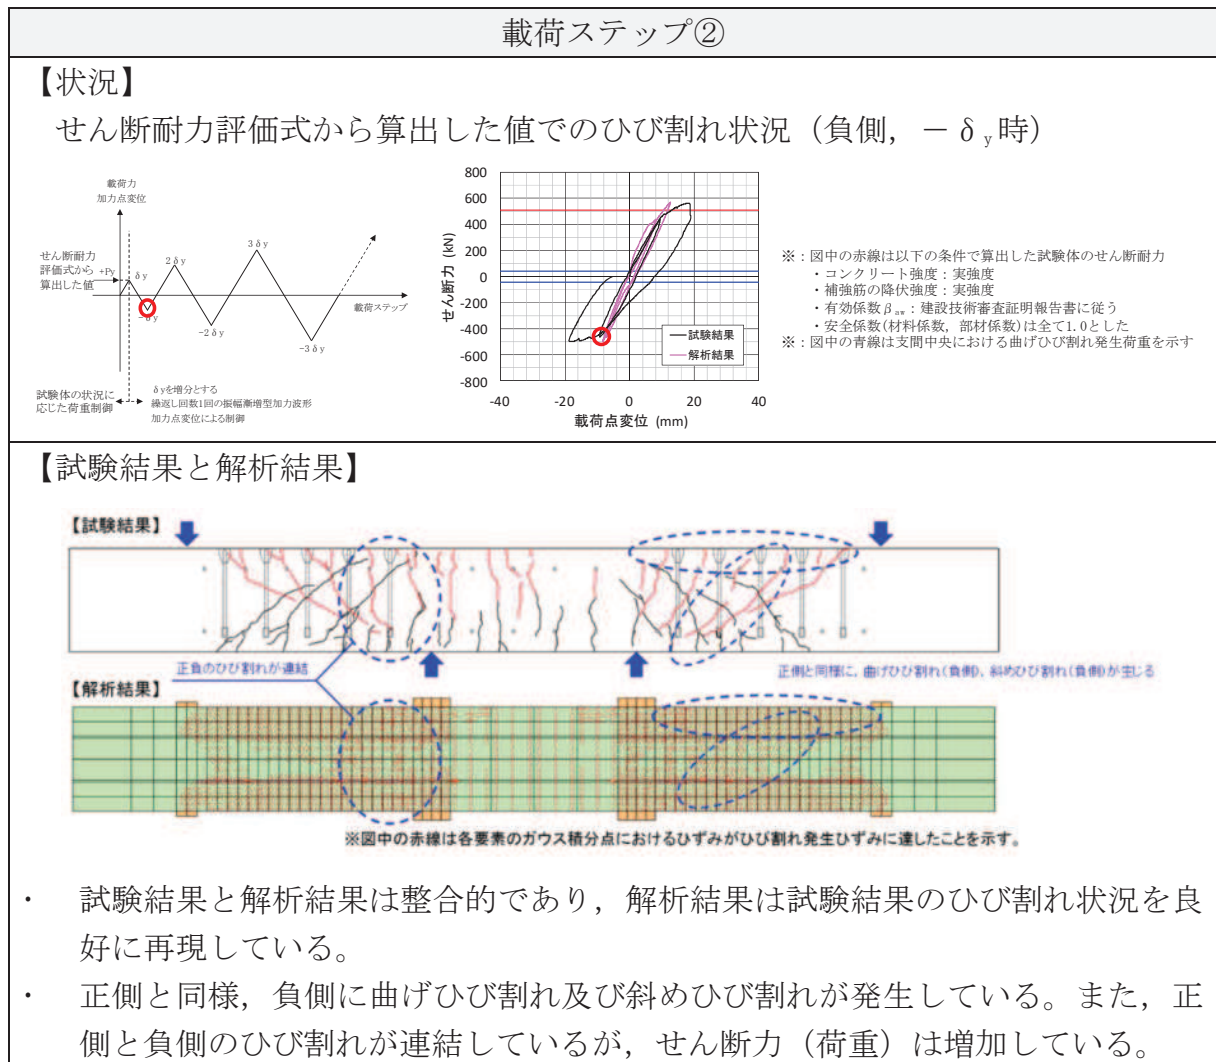 載荷ステップ②
【状況】
せん断耐力評価式から算出した値でのひび割れ状況（負側，－δy時）
載荷力
加力点変位
せん断耐力
評価式から
算出した値
+Py
δy
2δy
3δy
-δy
-2δy
-3δy
載荷ステップ
試験体の状況に
応じた荷重制御
δyを増分とする
繰返し回数1回の振幅漸増型加力波形
加力点変位による制御
せん断力 (kN)
800
600
400
200
0
-200
-400
-600
-800
-40
-20
0
20
40
載荷点変位 (mm)
試験結果
解析結果
※：図中の赤線は以下の条件で算出した試験体のせん断耐力
・コンクリート強度：実強度
・補強筋の降伏強度：実強度
・有効係数βaw：建設技術審査証明報告書に従う
・安全係数(材料係数，部材係数)は全て1.0とした
※：図中の青線は支間中央における曲げひび割れ発生荷重を示す
【試験結果と解析結果】
【試験結果】
正負のひび割れが連結
正側と同様に、曲げひび割れ(負側)、斜めひび割れ(負側)が生じる
【解析結果】
※図中の赤線は各要素のガウス積分点におけるひずみがひび割れ発生ひずみに達したことを示す。
・ 試験結果と解析結果は整合的であり，解析結果は試験結果のひび割れ状況を良
好に再現している。
・ 正側と同様，負側に曲げひび割れ及び斜めひび割れが発生している。また，正
側と負側のひび割れが連結しているが，せん断力（荷重）は増加している。